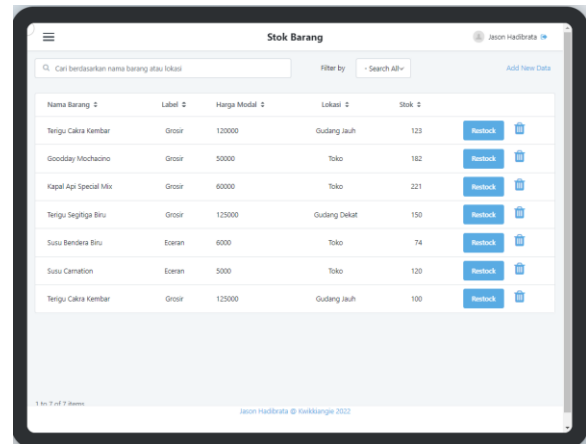 Stok Barang
Jason Hadibrata
Cari berdasarkan nama barang atau lokasi
Filter by
- Search All
Add New Data
Nama Barang Label Harga Modal Lokasi Stok
Terigu Cakra Kembar Grosir 120000 Gudang Jauh 123 Restock
Goodday Mochacino Grosir 50000 Toko 182 Restock
Kapal Api Special Mix Grosir 60000 Toko 221 Restock
Terigu Segitiga Biru Grosir 125000 Gudang Dekat 150 Restock
Susu Bendera Biru Eceran 6000 Toko 74 Restock
Susu Carnation Eceran 5000 Toko 120 Restock
Terigu Cakra Kembar Grosir 125000 Gudang Jauh 100 Restock
1 to 7 of 7 items
Jason Hadibrata @ Kwikkiangie 2022